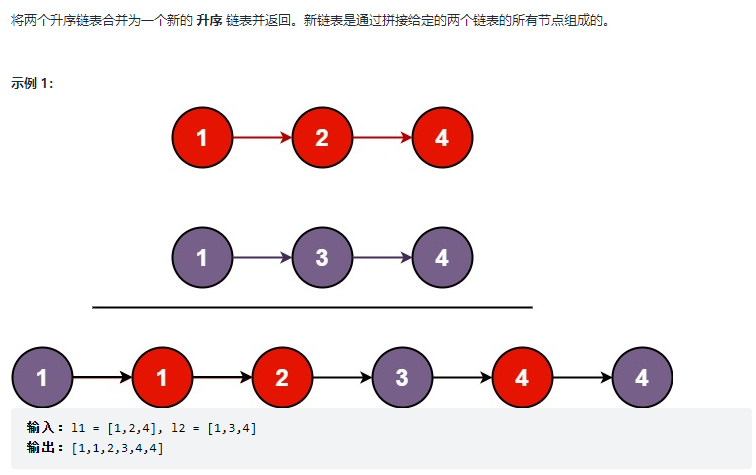 将两个升序链表合并为一个新的 升序 链表并返回。新链表是通过拼接给定的两个链表的所有节点组成的。
示例 1：
1 2 4
1 3 4
1 1 2 3 4 4
输入：l1 = [1,2,4], l2 = [1,3,4]
输出：[1,1,2,3,4,4]